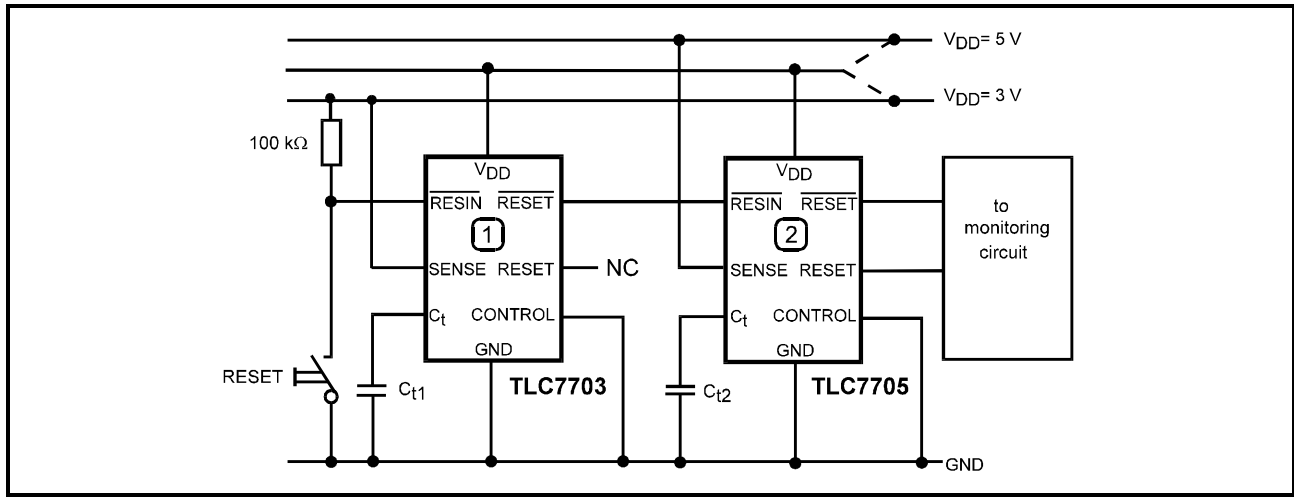 VDD= 5 V
VDD= 3 V
100 kΩ
VDD
RESIN RESET
1
SENSE RESET
NC
Ct CONTROL
GND
TLC7703
Ct1
RESET
VDD
RESIN RESET
2
SENSE RESET
Ct CONTROL
GND
TLC7705
Ct2
to
monitoring
circuit
GND